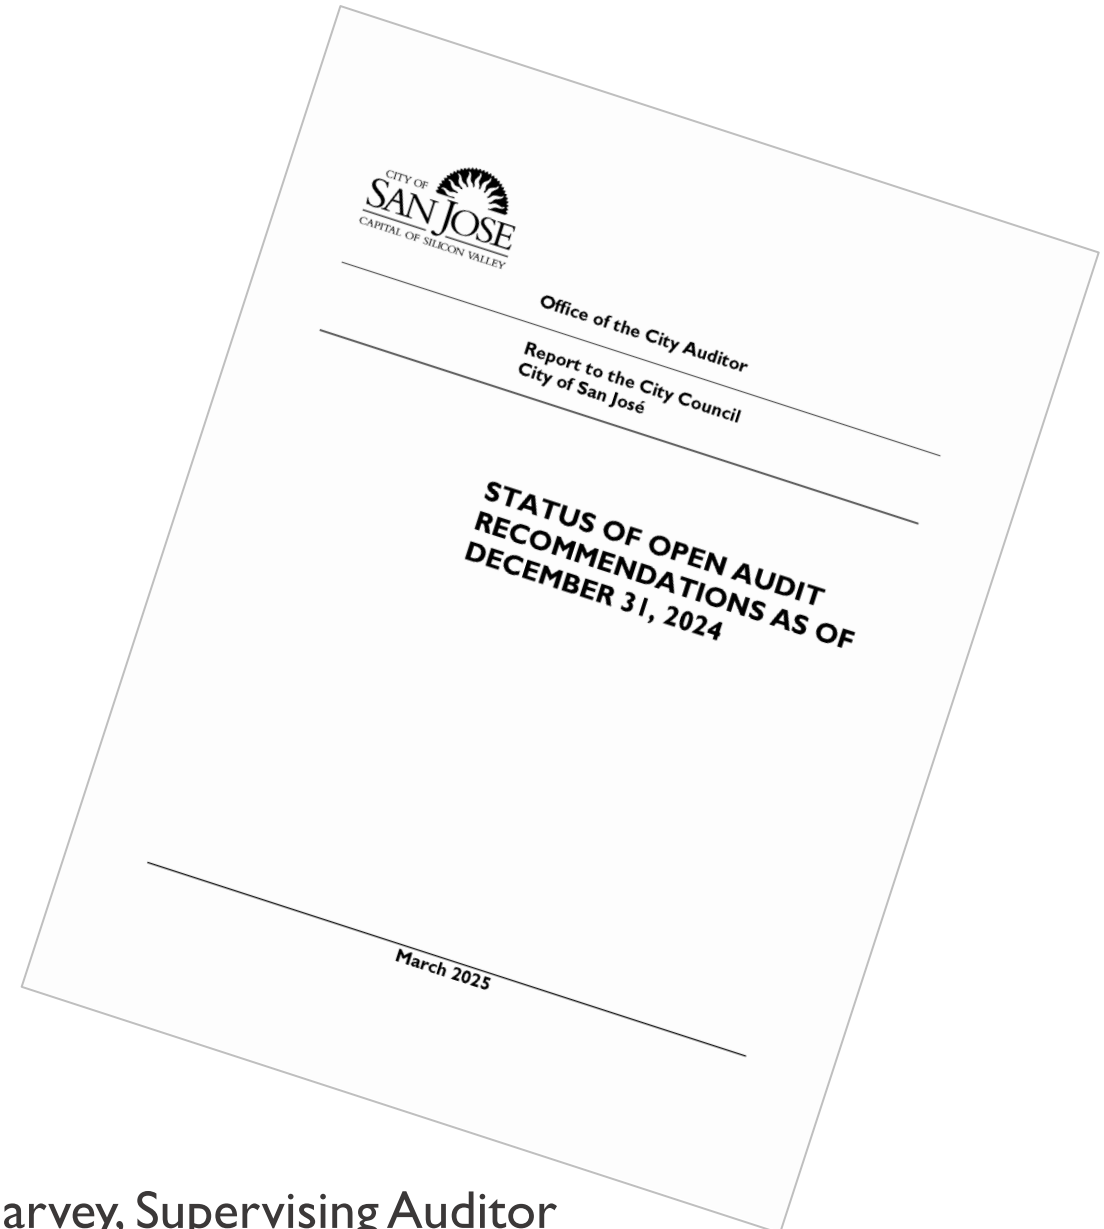 CITY OF
SAN JOSE
CAPITAL OF SILICON VALLEY
Office of the City Auditor
Report to the City Council
City of San José
STATUS OF OPEN AUDIT
RECOMMENDATIONS AS OF
DECEMBER 31, 2024
March 2025
arvey, Supervising Auditor